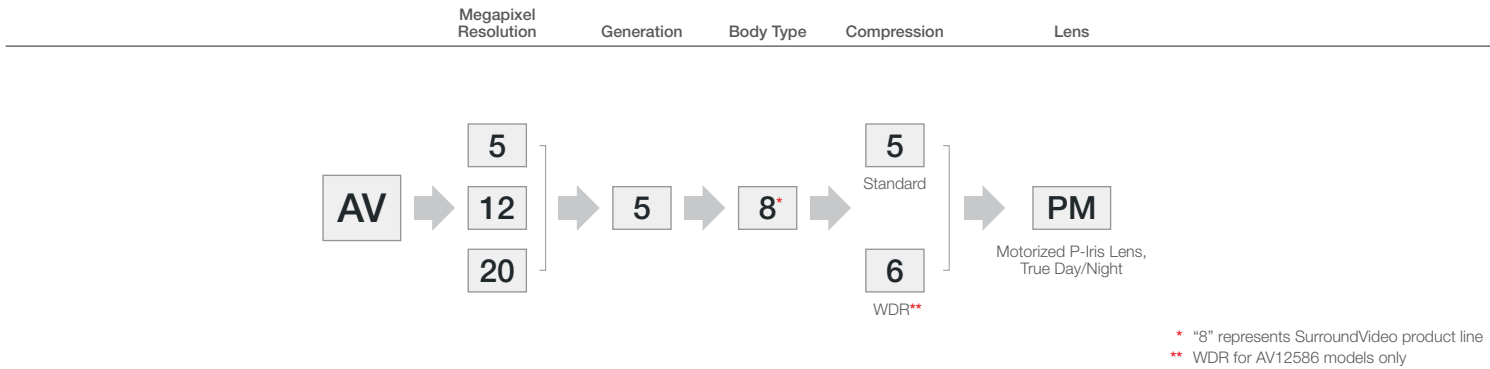 Megapixel
Resolution
Generation
Body Type
Compression
Lens
AV
5
12
20
5
8*
5
Standard
6
WDR**
PM
Motorized P-Iris Lens,
True Day/Night
* "8" represents SurroundVideo product line
** WDR for AV12586 models only